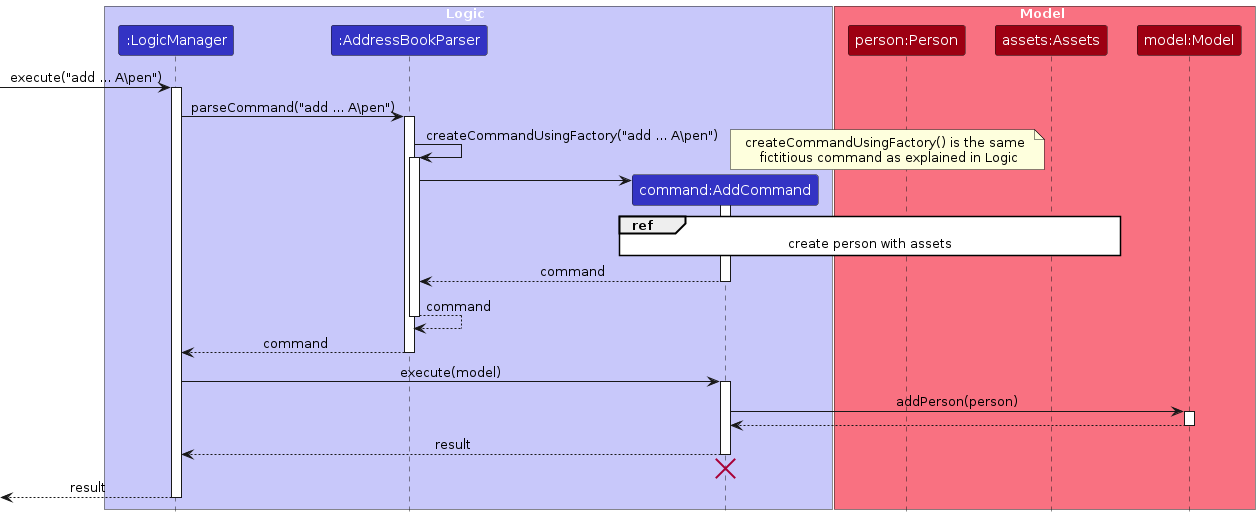 Logic
Model
:LogicManager
:AddressBookParser
person:Person
assets:Assets
model:Model
execute("add ... A\pen")
parseCommand("add ... A\pen")
createCommandUsingFactory("add ... A\pen")
createCommandUsingFactory() is the same
fictitious command as explained in Logic
command:AddCommand
ref
create person with assets
command
command
command
execute(model)
addPerson(person)
result
result